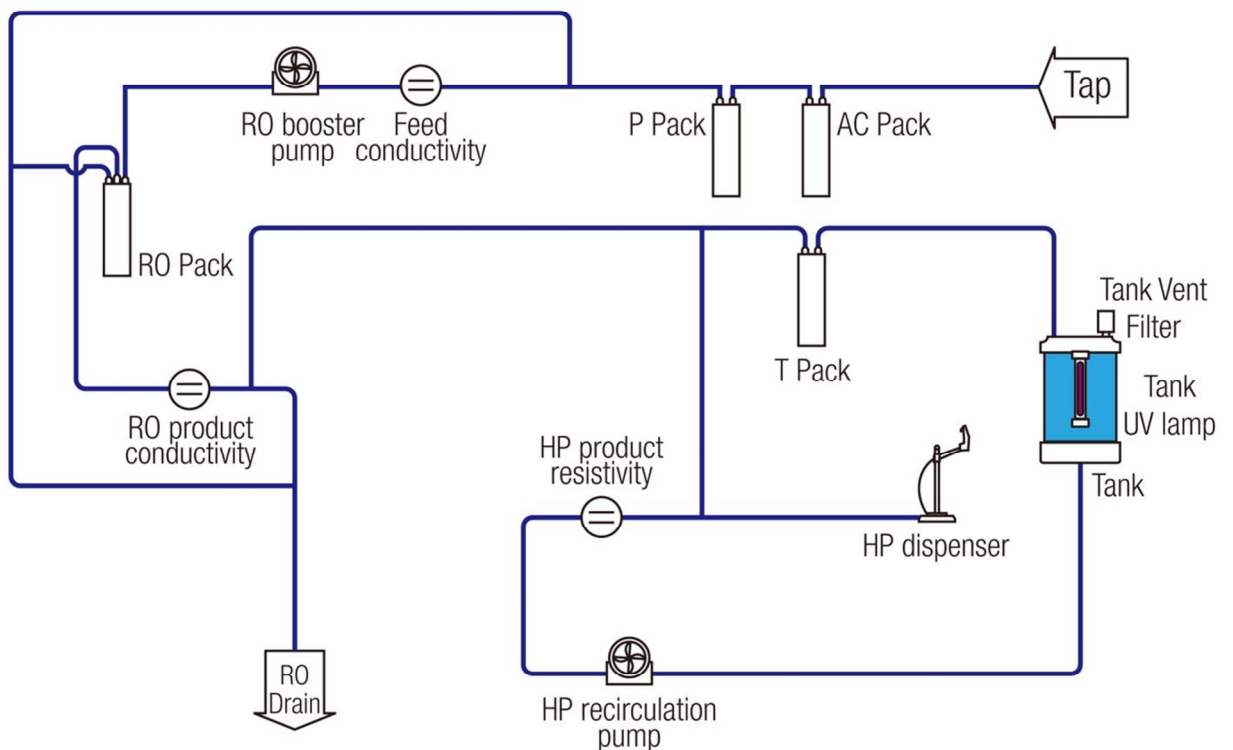 Tap
RO booster
pump
Feed
conductivity
P Pack
AC Pack
RO Pack
T Pack
Tank Vent
Filter
Tank
UV lamp
Tank
RO product
conductivity
HP product
resistivity
HP dispenser
RO
Drain
HP recirculation
pump